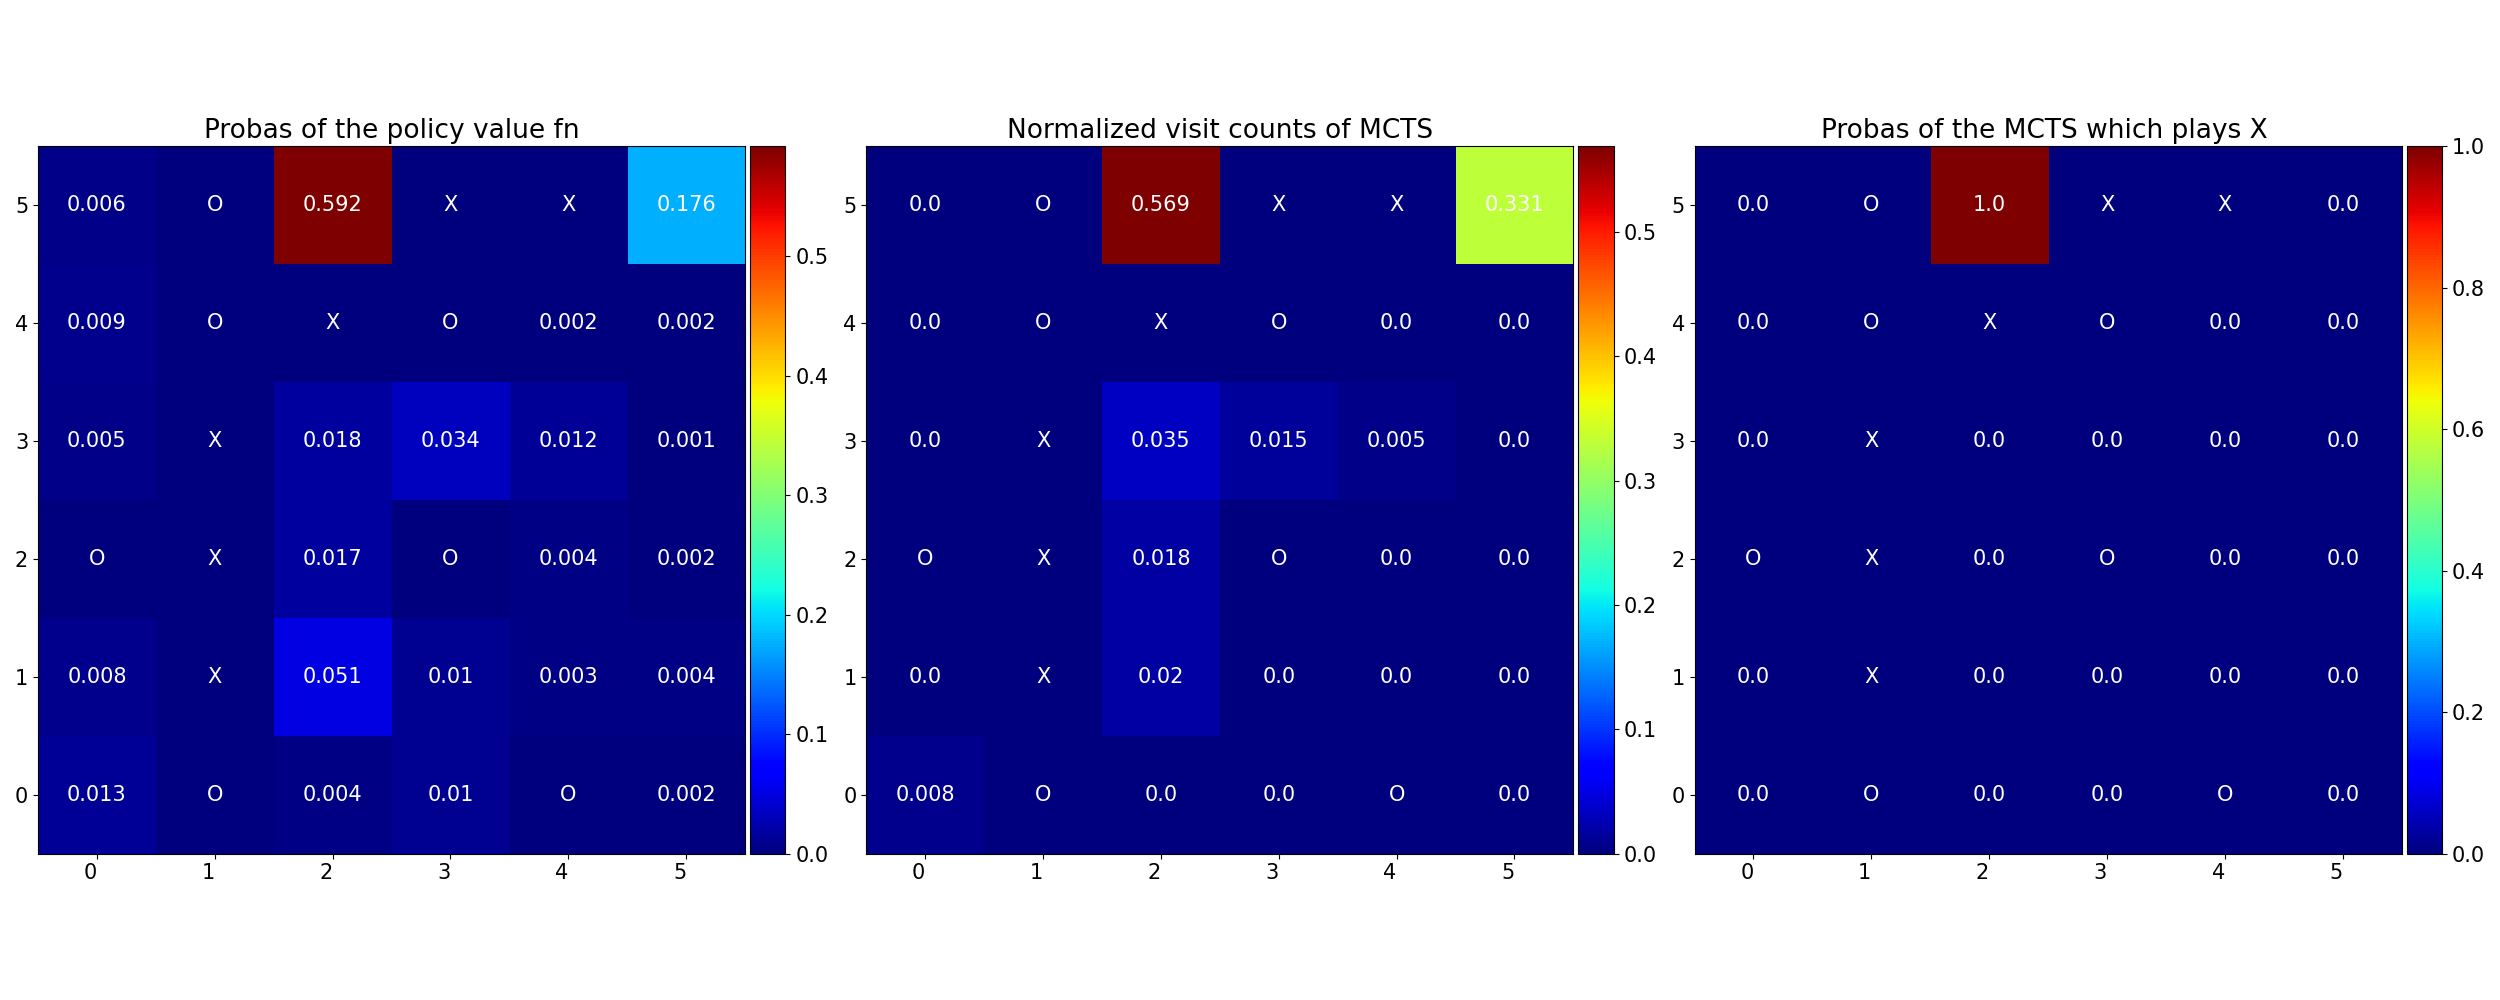 Probas of the policy value fn
5 0.006 O 0.592 X X 0.176
4 0.009 O X O 0.002 0.002
3 0.005 X 0.018 0.034 0.012 0.001
2 O X 0.017 O 0.004 0.002
1 0.008 X 0.051 0.01 0.003 0.004
0 0.013 O 0.004 0.01 O 0.002
0 1 2 3 4 5
0.5
0.4
0.3
0.2
0.1
0.0
Normalized visit counts of MCTS
5 0.0 O 0.569 X X 0.331
4 0.0 O X O 0.0 0.0
3 0.0 X 0.035 0.015 0.005 0.0
2 O X 0.018 O 0.0 0.0
1 0.0 X 0.02 0.0 0.0 0.0
0 0.008 O 0.0 0.0 O 0.0
0 1 2 3 4 5
0.5
0.4
0.3
0.2
0.1
0.0
Probas of the MCTS which plays X
5 0.0 O 1.0 X X 0.0
4 0.0 O X O 0.0 0.0
3 0.0 X 0.0 0.0 0.0 0.0
2 O X 0.0 O 0.0 0.0
1 0.0 X 0.0 0.0 0.0 0.0
0 0.0 O 0.0 0.0 O 0.0
0 1 2 3 4 5
1.0
0.8
0.6
0.4
0.2
0.0